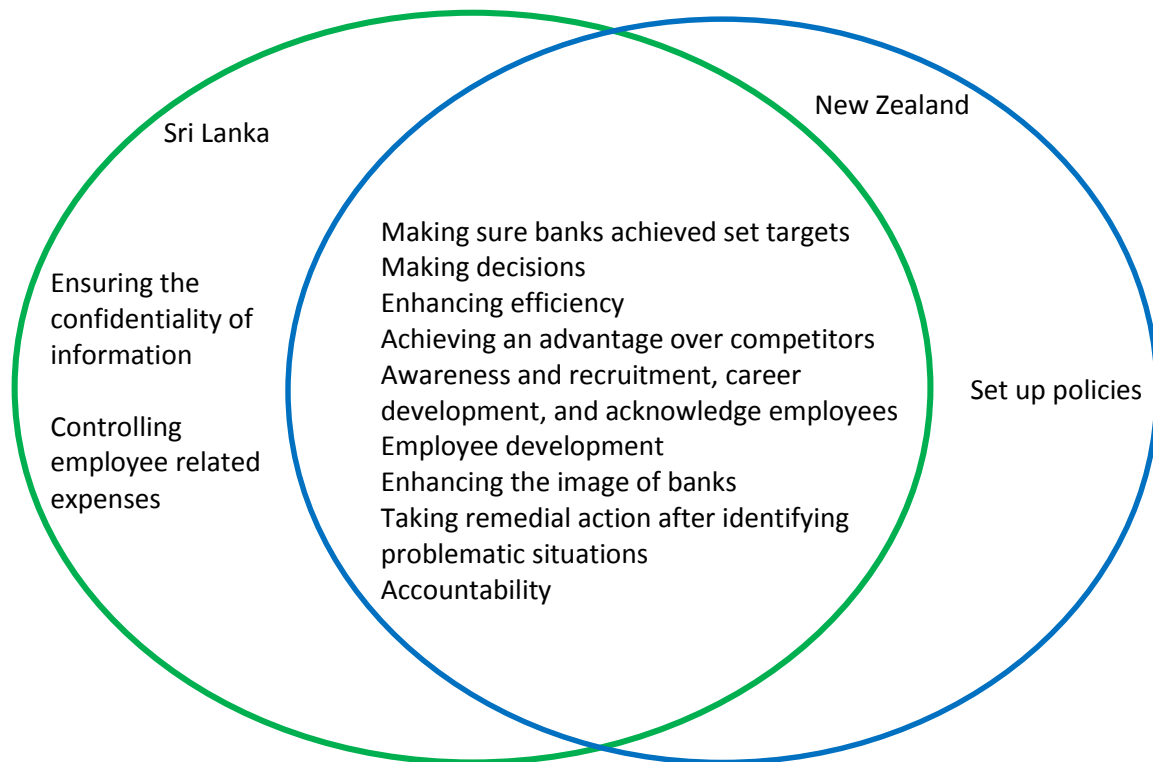 Sri Lanka
New Zealand
Ensuring the
confidentiality of
information
Controlling
employee related
expenses
Making sure banks achieved set targets
Making decisions
Enhancing efficiency
Achieving an advantage over competitors
Awareness and recruitment, career
development, and acknowledge employees
Employee development
Enhancing the image of banks
Taking remedial action after identifying
problematic situations
Accountability
Set up policies